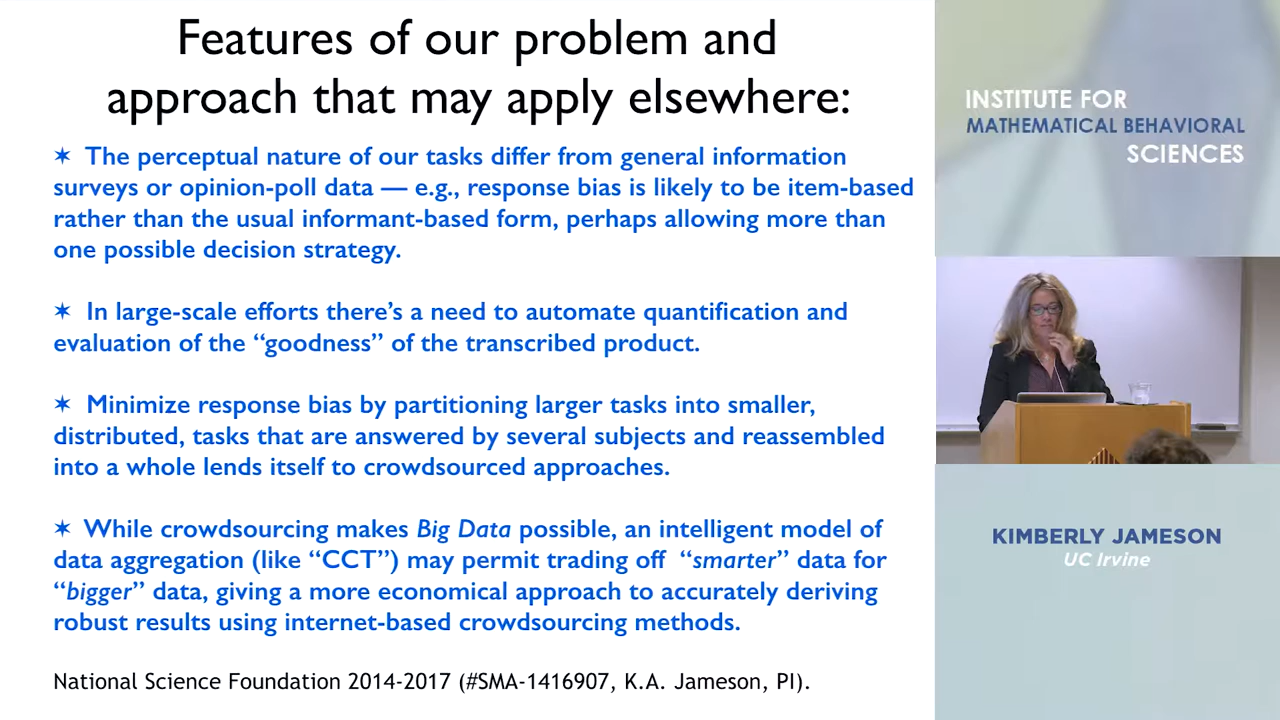 Features of our problem and
approach that may apply elsewhere:
✶ The perceptual nature of our tasks differ from general information
surveys or opinion-poll data — e.g., response bias is likely to be item-based
rather than the usual informant-based form, perhaps allowing more than
one possible decision strategy.
✶ In large-scale efforts there’s a need to automate quantification and
evaluation of the “goodness” of the transcribed product.
✶ Minimize response bias by partitioning larger tasks into smaller,
distributed, tasks that are answered by several subjects and reassembled
into a whole lends itself to crowdsourced approaches.
✶ While crowdsourcing makes Big Data possible, an intelligent model of
data aggregation (like “CCT”) may permit trading off “smarter” data for
“bigger” data, giving a more economical approach to accurately deriving
robust results using internet-based crowdsourcing methods.
National Science Foundation 2014-2017 (#SMA-1416907, K.A. Jameson, PI).
INSTITUTE FOR
MATHEMATICAL BEHAVIORAL
SCIENCES
KIMBERLY JAMESON
UC Irvine